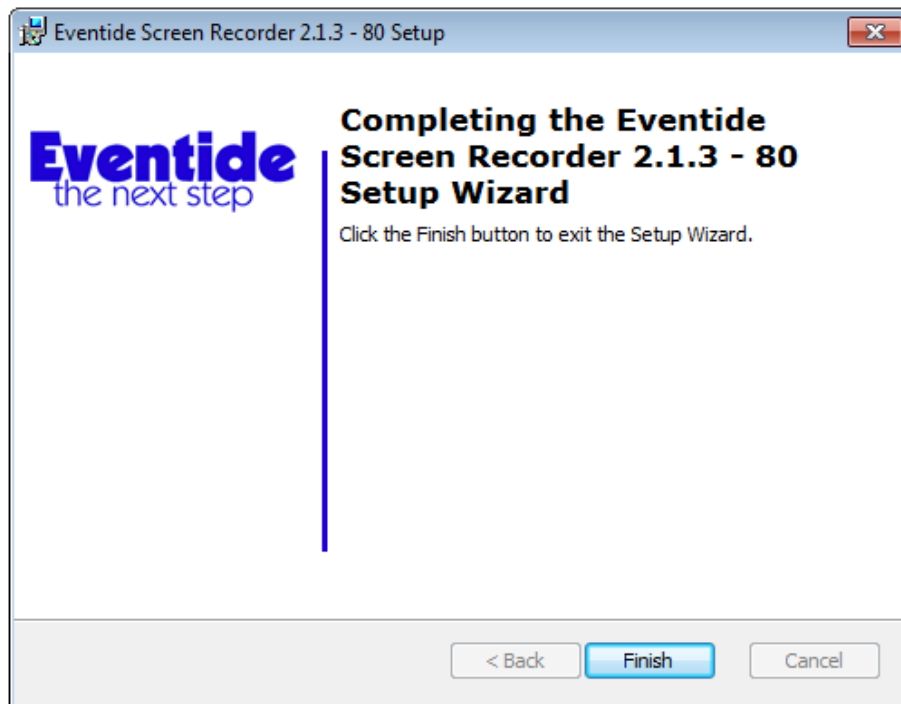 Eventide Screen Recorder 2.1.3 - 80 Setup
Eventide
the next step
Completing the Eventide
Screen Recorder 2.1.3 - 80
Setup Wizard
Click the Finish button to exit the Setup Wizard.
< Back
Finish
Cancel